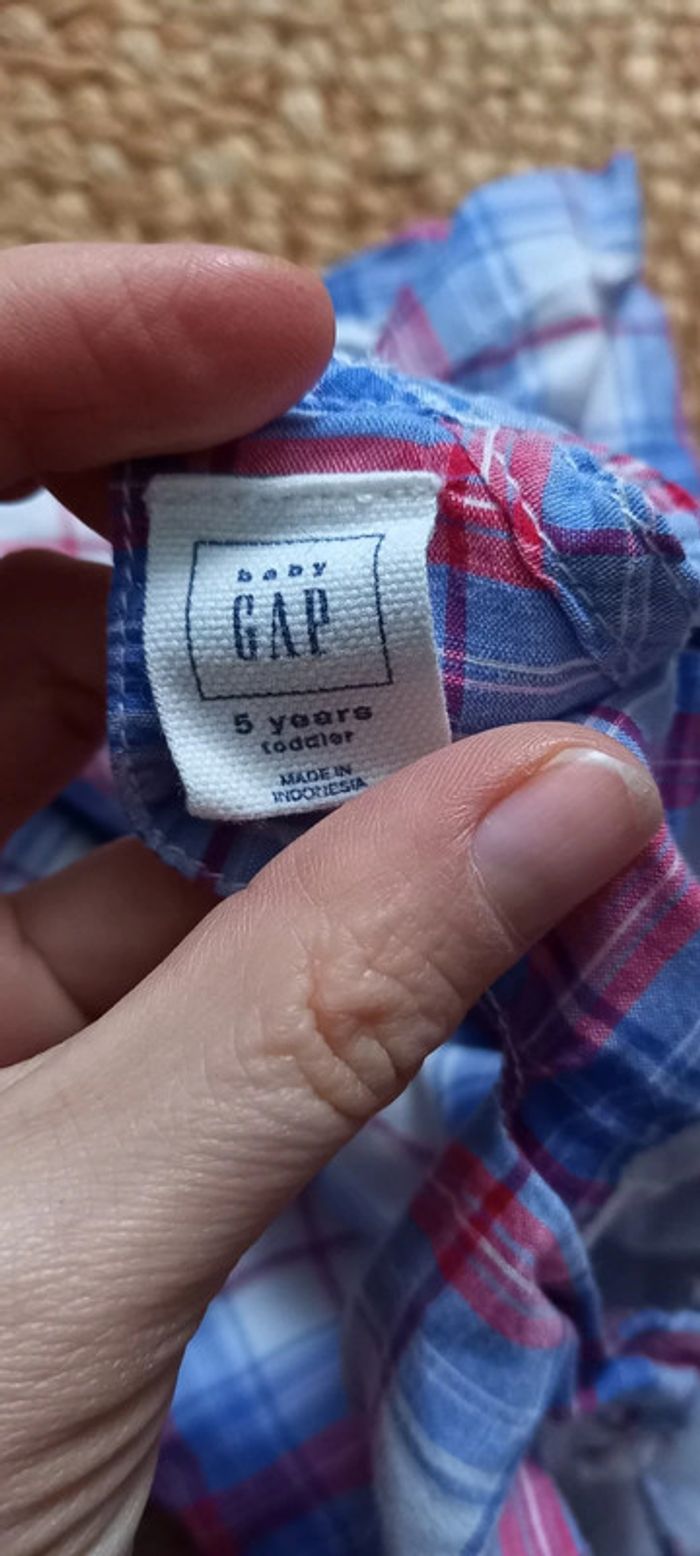 baby
GAP
5 years
toddler
MADE IN
INDONESIA